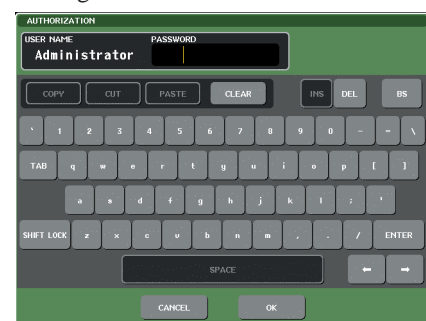 AUTHORIZATION
USER NAME PASSWORD
Administrator
COPY CUT PASTE CLEAR INS DEL BS
` 1 2 3 4 5 6 7 8 9 0 - = \
TAB q w e r t y u i o p [ ]
a s d f g h j k l ; '
SHIFT LOCK z x c v b n m , . / ENTER
SPACE ← →
CANCEL OK